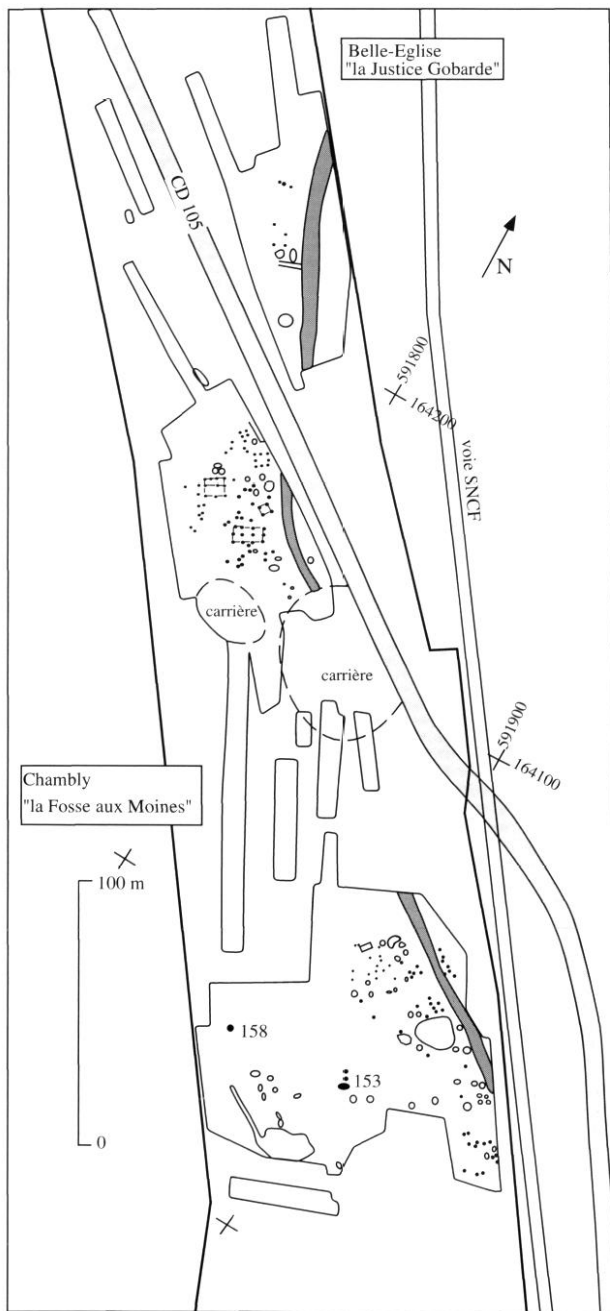 Belle-Eglise
"la Justice Gobarde"
CD 105
N
591800
164200
voie SNCF
carrière
carrière
591900
164100
Chambly
"la Fosse aux Moines"
100 m
158
153
0